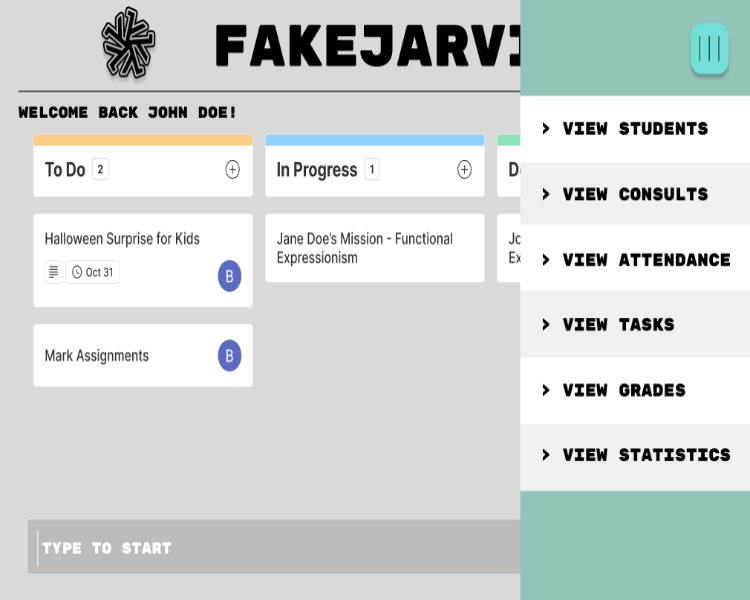 FAKEJARVI
WELCOME BACK JOHN DOE!
To Do 2
Halloween Surprise for Kids
Oct 31
B
Mark Assignments
B
In Progress 1
Jane Doe's Mission - Functional
Expressionism
D
Jo
Ex
TYPE TO START
> VIEW STUDENTS
> VIEW CONSULTS
> VIEW ATTENDANCE
> VIEW TASKS
> VIEW GRADES
> VIEW STATISTICS